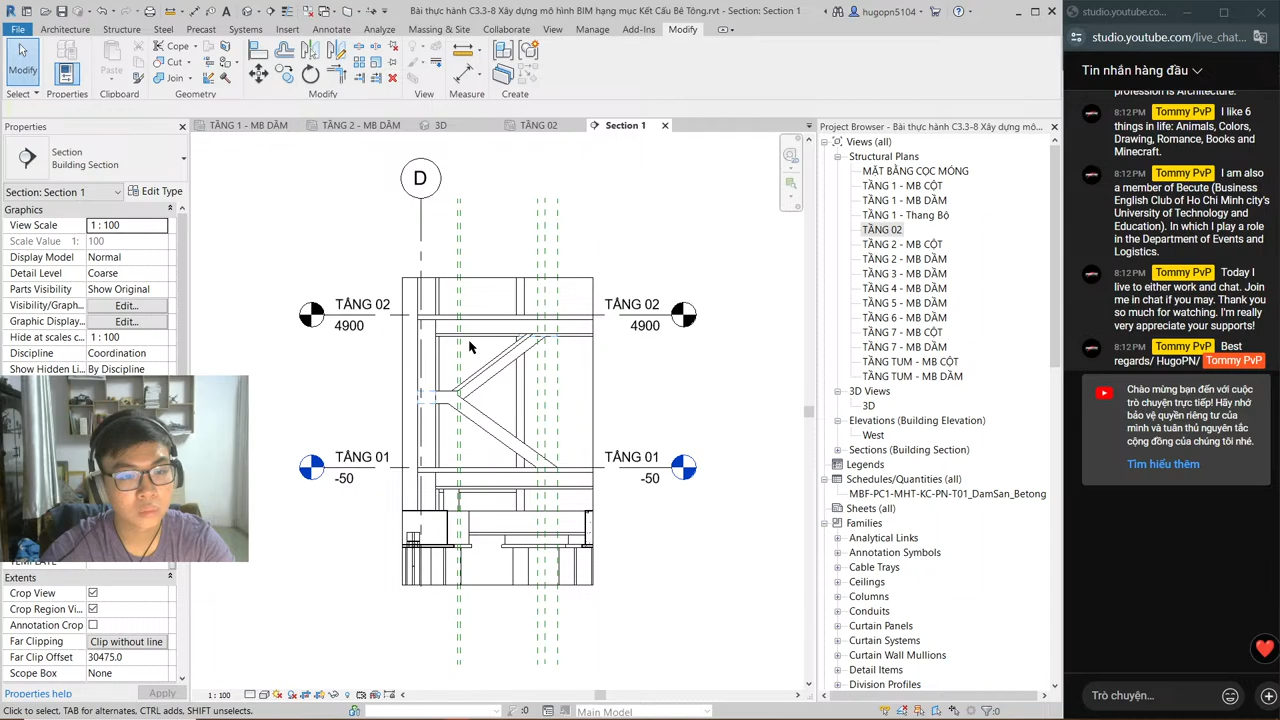 Bài thực hành C3.3-8 Xây dựng mô hình BIM hạng mục Kết Cấu Bê Tông.rvt - Section: Section 1
hugopn5104
File Architecture Structure Steel Precast Systems Insert Annotate Analyze Massing & Site Collaborate View Manage Add-Ins Modify
Modify
Paste
Cope
Cut
Join
Select
Properties
Clipboard
Geometry
Modify
View
Measure
Create
Properties
TẦNG 1 - MB DẦM
TẦNG 2 - MB DẦM
3D
TẦNG 02
Section 1
Section
Building Section
Section: Section 1
Edit Type
Graphics
View Scale 1 : 100
Scale Value 1: 100
Display Model Normal
Detail Level Coarse
Parts Visibility Show Original
Visibility/Graph... Edit...
Graphic Display... Edit...
Hide at scales c... 1 : 100
Discipline Coordination
Show Hidden Li... By Discipline
Extents
Crop View
Crop Region Vi...
Annotation Crop
Far Clipping Clip without line
Far Clip Offset 30475.0
Scope Box None
Properties help
Apply
D
TẦNG 02
4900
TẦNG 02
4900
TẦNG 01
-50
TẦNG 01
-50
1 : 100
Click to select, TAB for alternates, CTRL adds, SHIFT unselects.
:0
Main Model
:0
Project Browser - Bài thực hành C3.3-8 Xây dựng mô...
Views (all)
Structural Plans
MẶT BẰNG CỌC MÓNG
TẦNG 1 - MB CỘT
TẦNG 1 - MB DẦM
TẦNG 1 - Thang Bộ
TẦNG 02
TẦNG 2 - MB CỘT
TẦNG 2 - MB DẦM
TẦNG 3 - MB DẦM
TẦNG 4 - MB DẦM
TẦNG 5 - MB DẦM
TẦNG 6 - MB DẦM
TẦNG 7 - MB CỘT
TẦNG 7 - MB DẦM
TẦNG TUM - MB CỘT
TẦNG TUM - MB DẦM
3D Views
3D
Elevations (Building Elevation)
West
Sections (Building Section)
Legends
Schedules/Quantities (all)
MBF-PC1-MHT-KC-PN-T01_DamSan_Betong
Sheets (all)
Families
Analytical Links
Annotation Symbols
Cable Trays
Ceilings
Columns
Conduits
Curtain Panels
Curtain Systems
Curtain Wall Mullions
Detail Items
Division Profiles
studio.youtube.co...
studio.youtube.com/live_chat...
Tin nhắn hàng đầu
profession is Architecture.
8:12 PM Tommy PvP I like 6
things in life: Animals, Colors,
Drawing, Romance, Books and
Minecraft.
8:12 PM Tommy PvP I am also
a member of Becute (Business
English Club of Ho Chi Minh city's
University of Technology and
Education). In which I play a role
in the Department of Events and
Logistics.
8:12 PM Tommy PvP Today I
live to either work and chat. Join
me in chat if you may. Thank you
so much for watching. I'm really
very appreciate your supports!
8:12 PM Tommy PvP Best
regards/ HugoPN/ Tommy PvP
Chào mừng bạn đến với cuộc
trò chuyện trực tiếp! Hãy nhớ
bảo vệ quyền riêng tư của
mình và tuân thủ nguyên tắc
cộng đồng của chúng tôi nhé.
Tìm hiểu thêm
Trò chuyện...